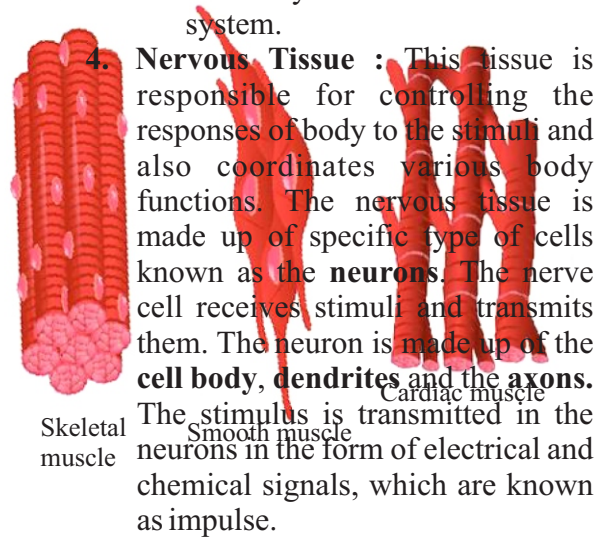 system.
4. Nervous Tissue : This tissue is
responsible for controlling the
responses of body to the stimuli and
also coordinates various body
functions. The nervous tissue is
made up of specific type of cells
known as the neurons. The nerve
cell receives stimuli and transmits
them. The neuron is made up of the
cell body, dendrites and the axons.
The stimulus is transmitted in the
neurons in the form of electrical and
chemical signals, which are known
as impulse.
Skeletal
muscle
Smooth muscle
Cardiac muscle